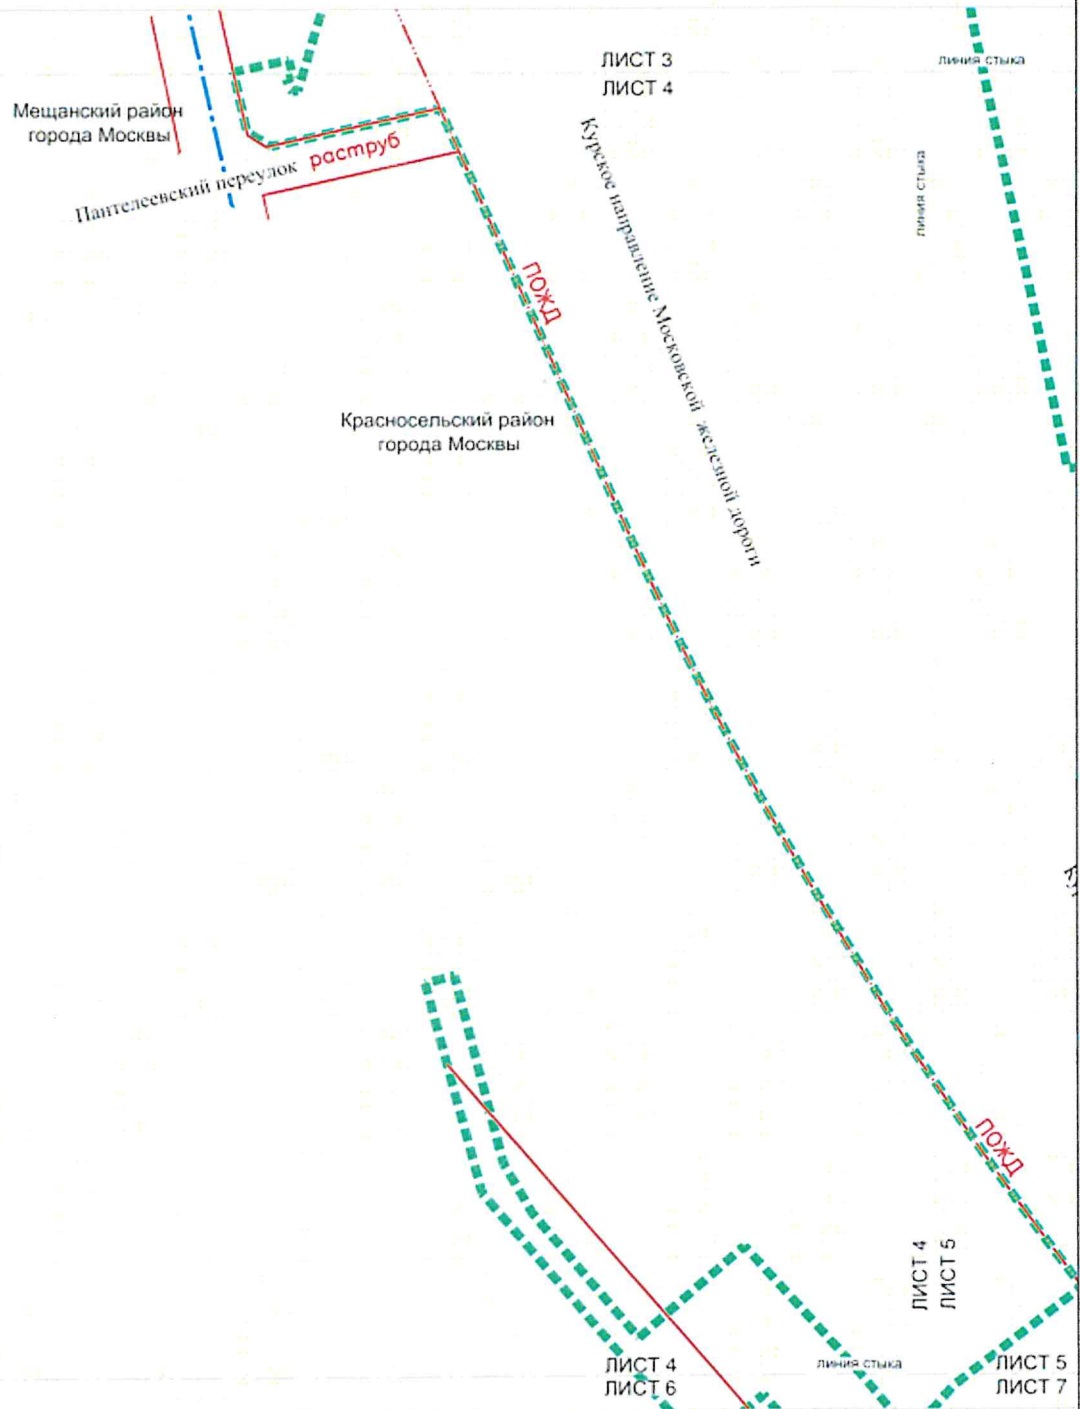 ЛИСТ 3
ЛИСТ 4
линия стыка
Мещанский район
города Москвы
Пантелеевский переулок
раструб
линия стыка
Курское направление Московской железной дороги
ПОЖД
Красносельский район
города Москвы
ПОЖД
ЛИСТ 4
ЛИСТ 5
ЛИСТ 4
ЛИСТ 6
линия стыка
ЛИСТ 5
ЛИСТ 7